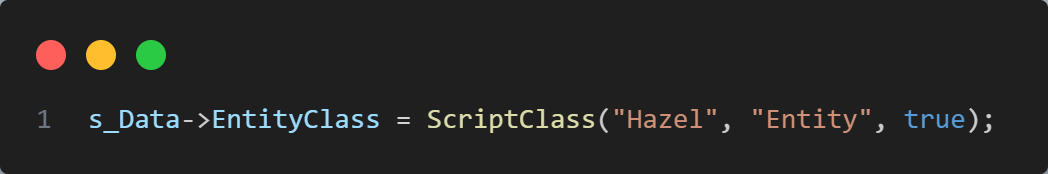 1 s_Data->EntityClass = ScriptClass("Hazel", "Entity", true);